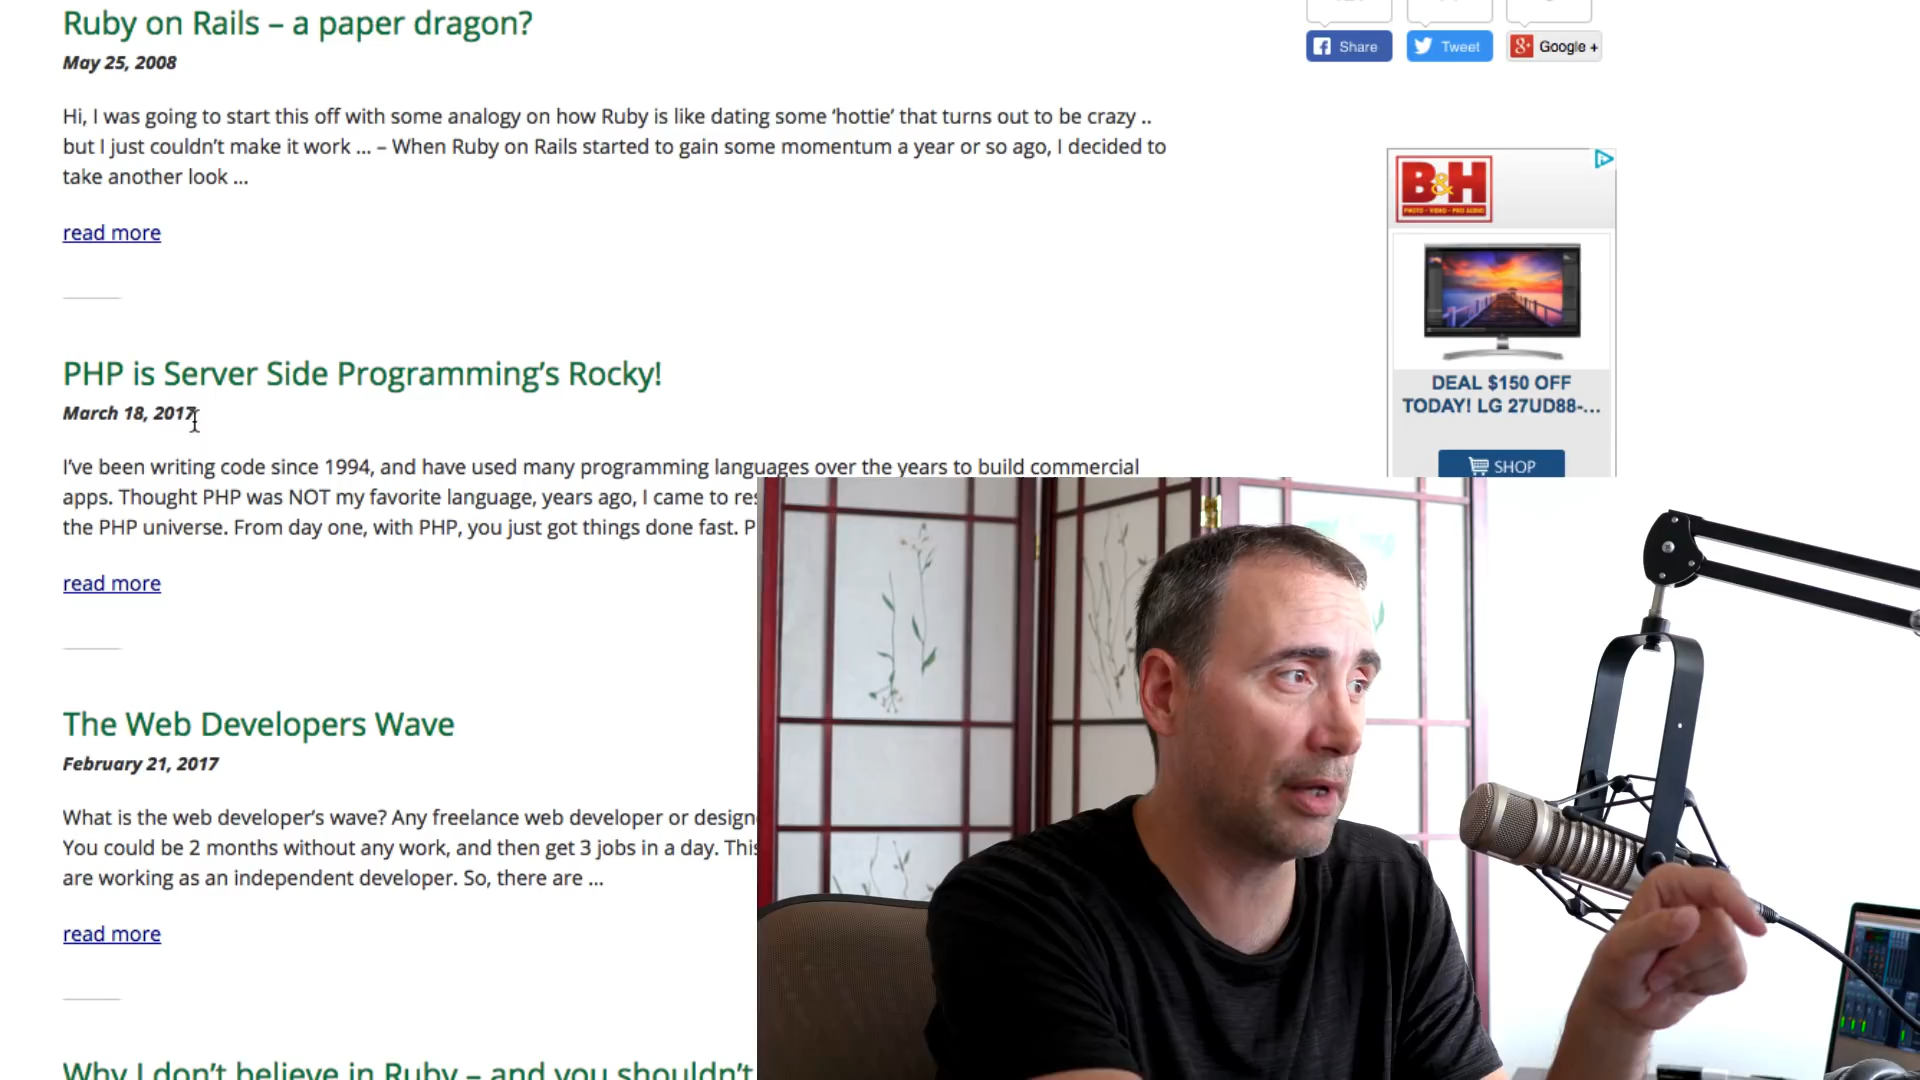 Ruby on Rails – a paper dragon?
May 25, 2008
Hi, I was going to start this off with some analogy on how Ruby is like dating some ‘hottie’ that turns out to be crazy ..
but I just couldn’t make it work ... – When Ruby on Rails started to gain some momentum a year or so ago, I decided to
take another look ...
read more
PHP is Server Side Programming’s Rocky!
March 18, 2017
I’ve been writing code since 1994, and have used many programming languages over the years to build commercial
apps. Thought PHP was NOT my favorite language, years ago, I came to res
the PHP universe. From day one, with PHP, you just got things done fast. P
read more
The Web Developers Wave
February 21, 2017
What is the web developer’s wave? Any freelance web developer or design
You could be 2 months without any work, and then get 3 jobs in a day. This
are working as an independent developer. So, there are ...
read more
Why I don’t believe in Ruby – and you shouldn’t
Share
Tweet
Google +
B&H
PHOTO - VIDEO - PRO AUDIO
DEAL $150 OFF
TODAY! LG 27UD88-...
SHOP